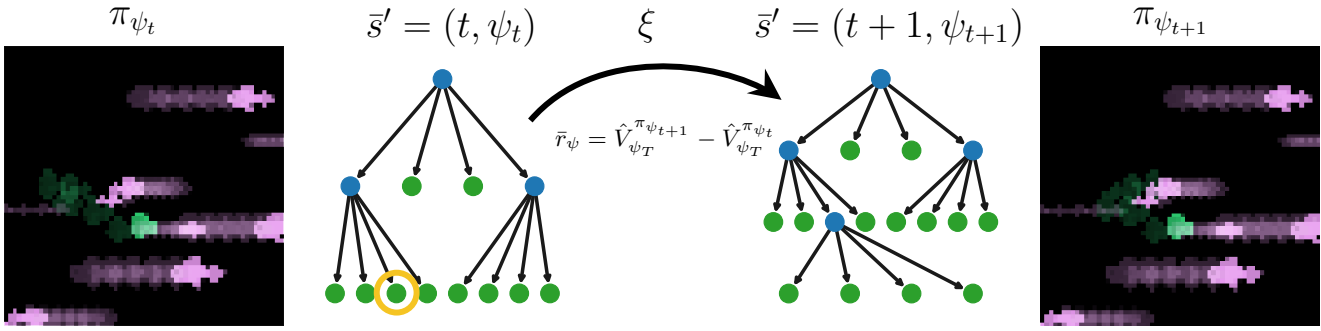 π_{ψ_t}
s̄′ = (t, ψ_t)
ξ
s̄′ = (t + 1, ψ_{t+1})
π_{ψ_{t+1}}
r̄_ψ = V̂_{ψ_T}^{π_{ψ_{t+1}}} − V̂_{ψ_T}^{π_{ψ_t}}